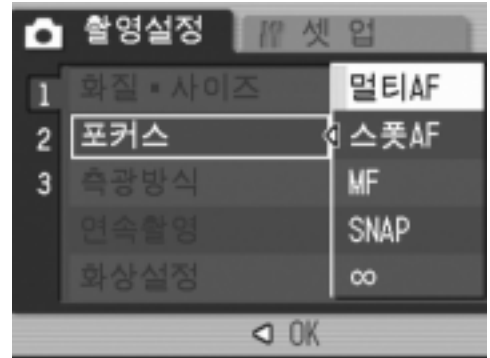 촬영설정 셋 업
1 화질▪사이즈 멀티AF
2 포커스 스폿AF
3 측광방식 MF
연속촬영 SNAP
화상설정 ∞
OK